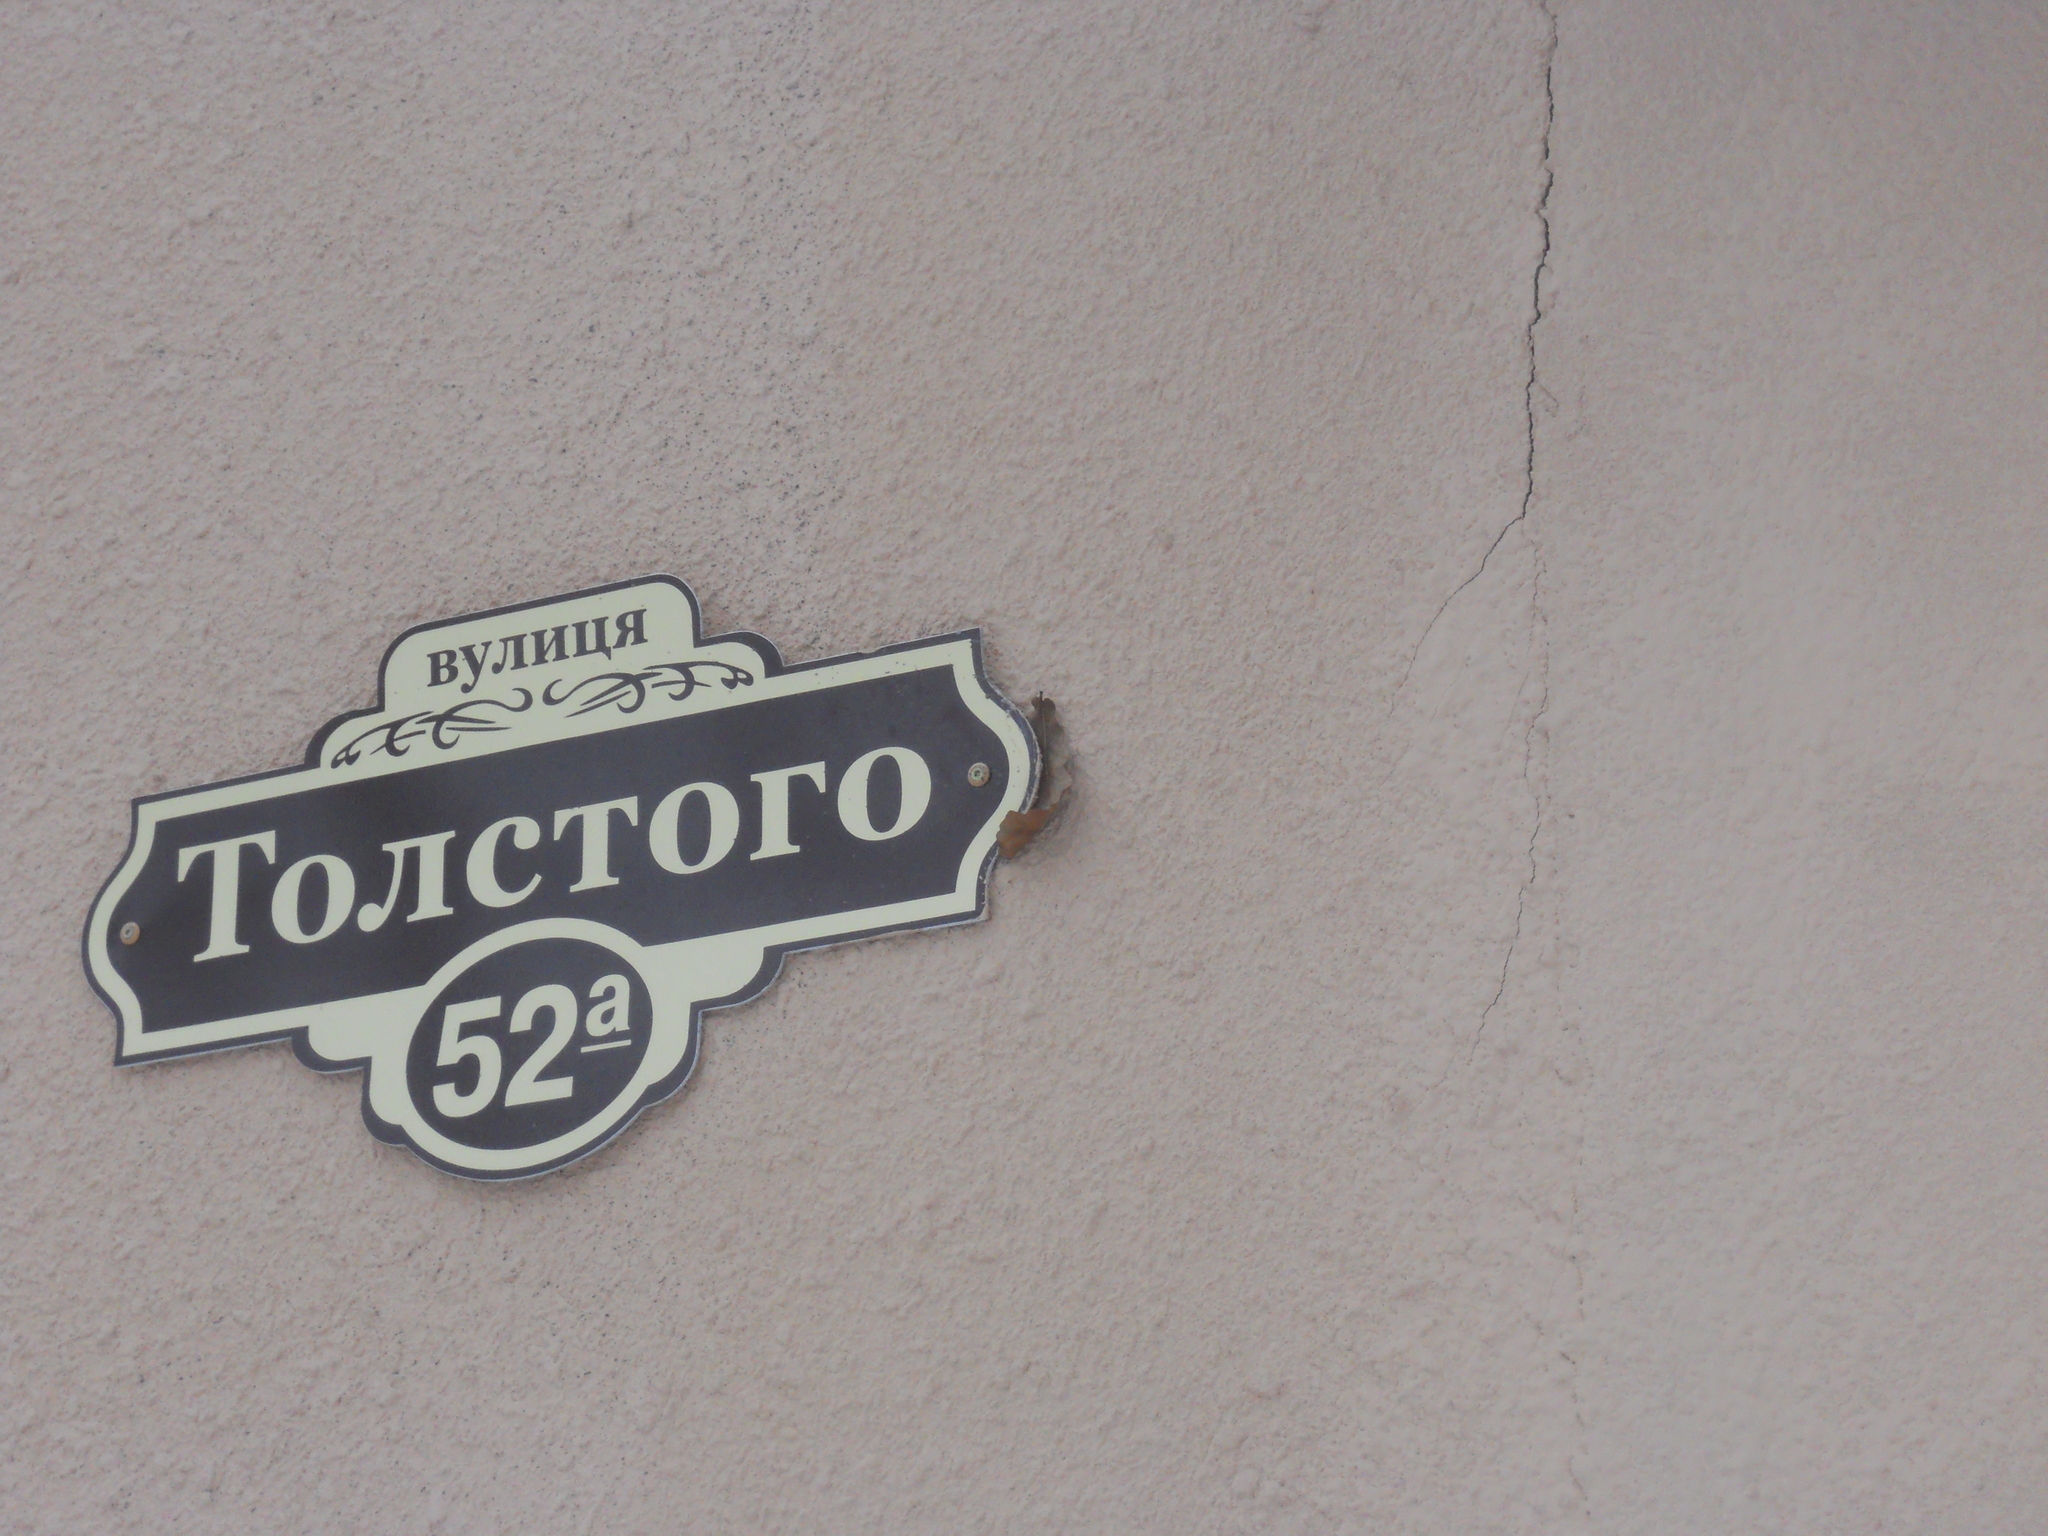 вулиця
Толстого
52а